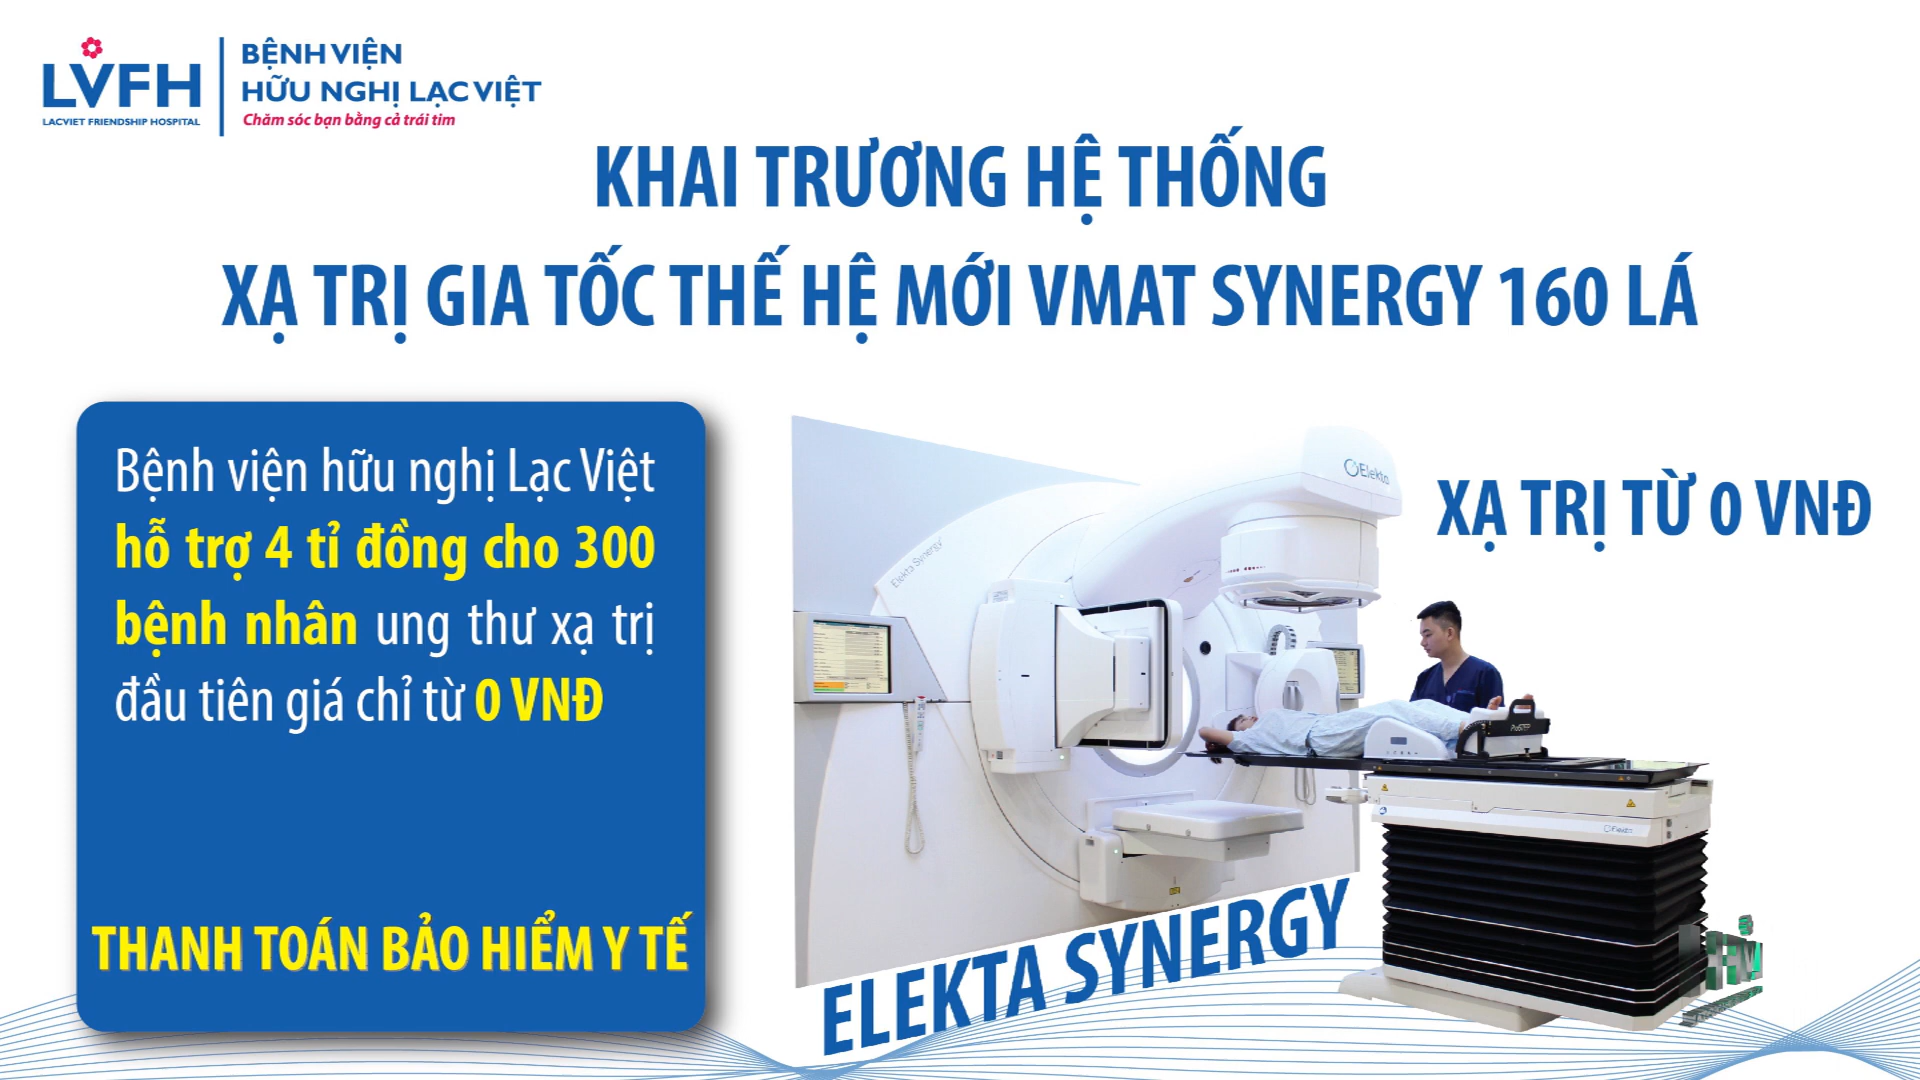 LVFH
LACVIET FRIENDSHIP HOSPITAL
BỆNH VIỆN
HỮU NGHỊ LẠC VIỆT
Chăm sóc bạn bằng cả trái tim
KHAI TRƯƠNG HỆ THỐNG
XẠ TRỊ GIA TỐC THẾ HỆ MỚI VMAT SYNERGY 160 LÁ
Bệnh viện hữu nghị Lạc Việt
hỗ trợ 4 tỉ đồng cho 300
bệnh nhân ung thư xạ trị
đầu tiên giá chỉ từ 0 VNĐ
THANH TOÁN BẢO HIỂM Y TẾ
Elekta
XẠ TRỊ TỪ 0 VNĐ
Elekta Synergy
Elekta
ELEKTA SYNERGY